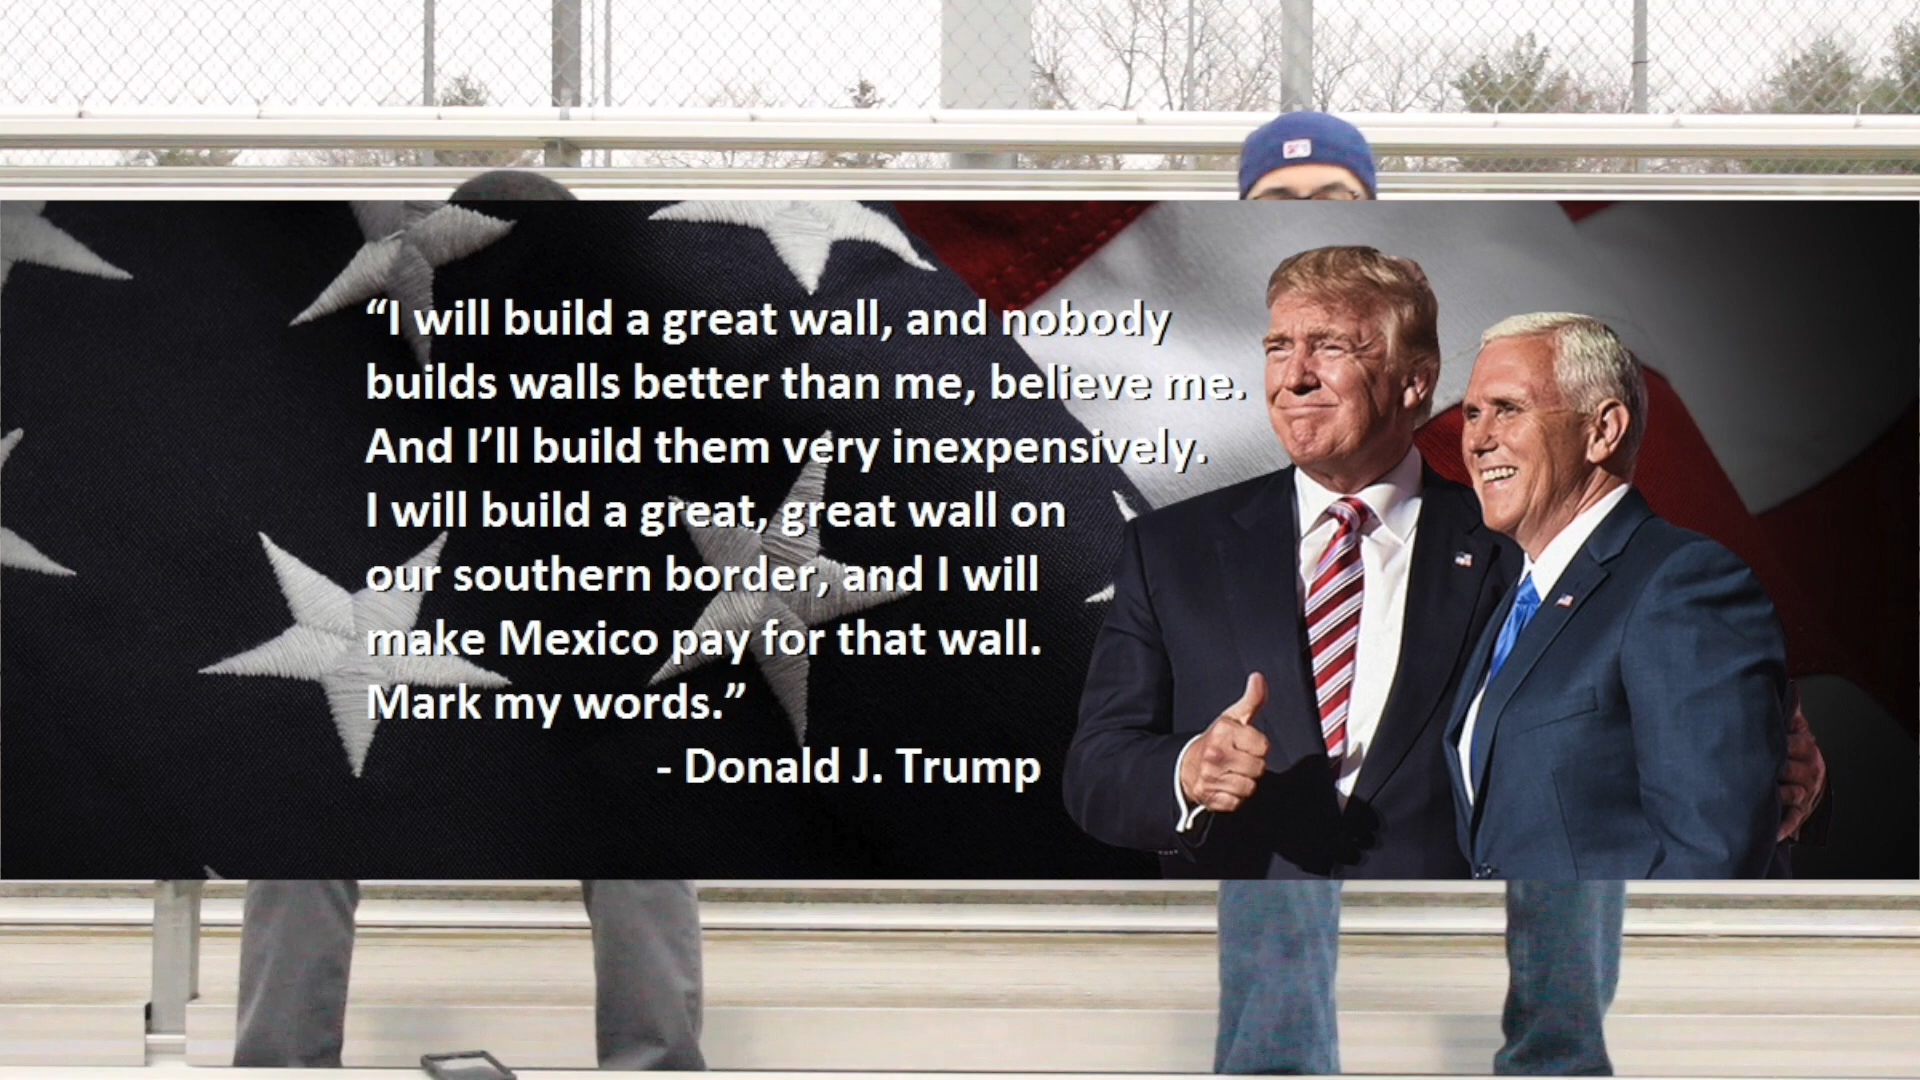 “I will build a great wall, and nobody
builds walls better than me, believe me.
And I’ll build them very inexpensively.
I will build a great, great wall on
our southern border, and I will
make Mexico pay for that wall.
Mark my words.”
- Donald J. Trump